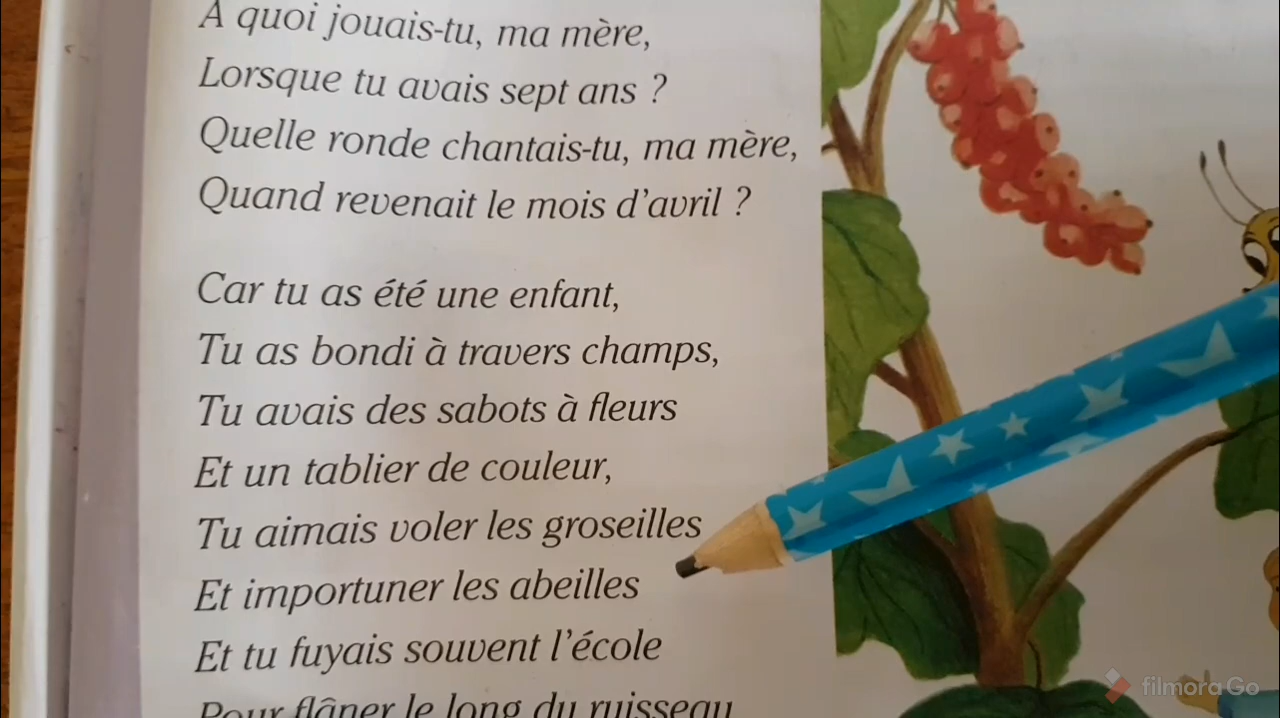 À quoi jouais-tu, ma mère,
Lorsque tu avais sept ans ?
Quelle ronde chantais-tu, ma mère,
Quand revenait le mois d'avril ?
Car tu as été une enfant,
Tu as bondi à travers champs,
Tu avais des sabots à fleurs
Et un tablier de couleur,
Tu aimais voler les groseilles
Et importuner les abeilles
Et tu fuyais souvent l'école
Pour flâner le long du ruisseau
filmora Go